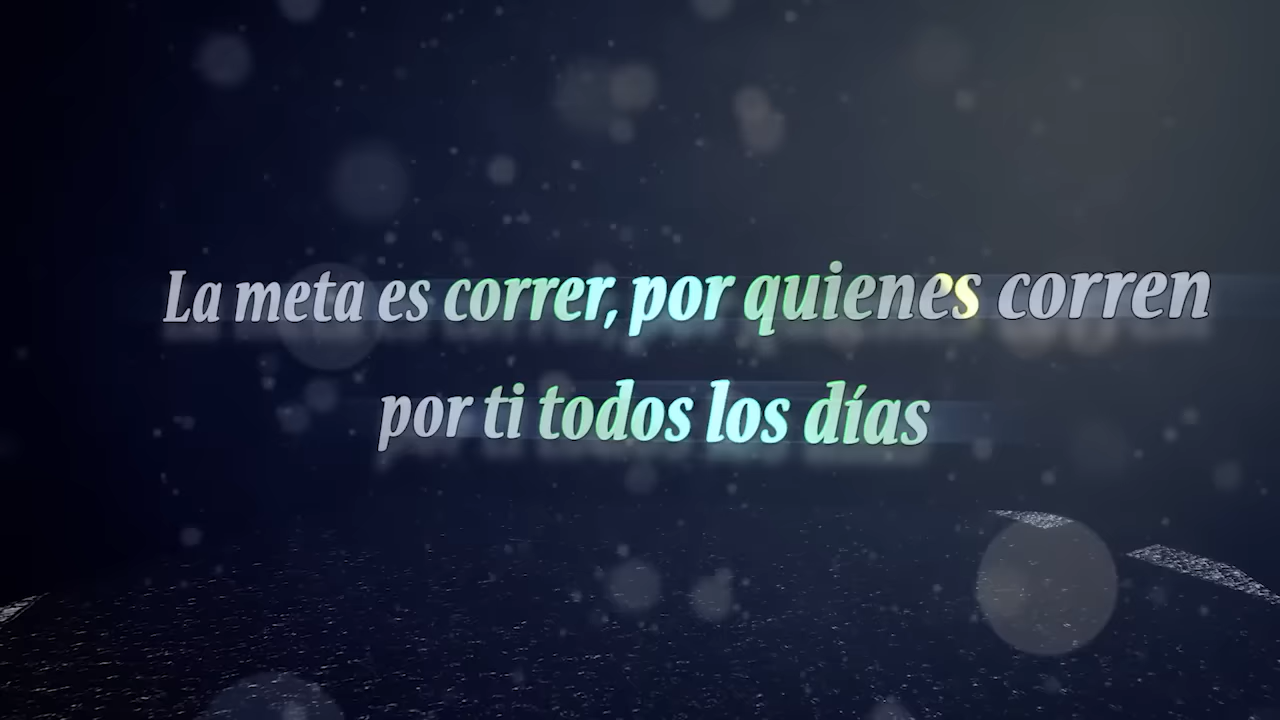 La meta es correr, por quienes corren
por ti todos los días